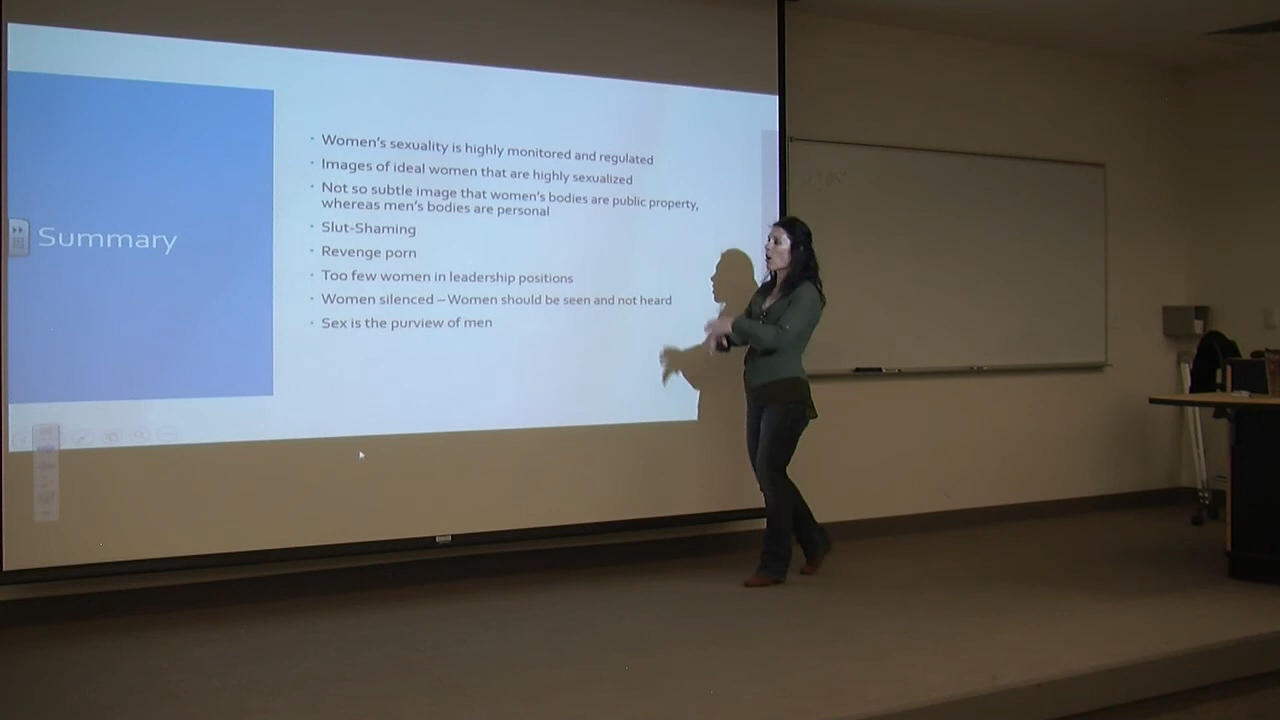 Summary
Women's sexuality is highly monitored and regulated
Images of ideal women that are highly sexualized
Not so subtle image that women's bodies are public property,
whereas men's bodies are personal
Slut-Shaming
Revenge porn
Too few women in leadership positions
Women silenced – Women should be seen and not heard
Sex is the purview of men